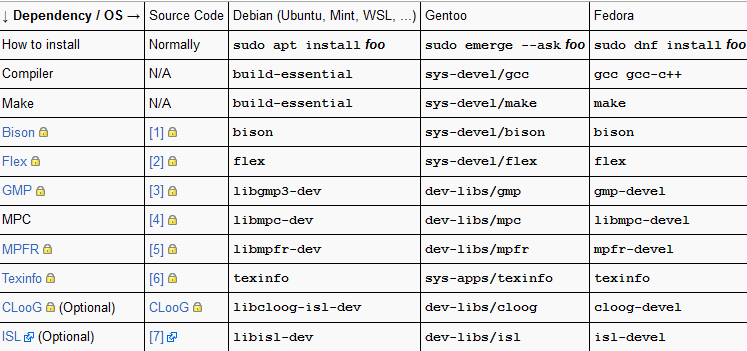 ↓ Dependency / OS → Source Code Debian (Ubuntu, Mint, WSL, ...) Gentoo Fedora
How to install Normally sudo apt install foo sudo emerge --ask foo sudo dnf install foo
Compiler N/A build-essential sys-devel/gcc gcc gcc-c++
Make N/A build-essential sys-devel/make make
Bison [1] bison sys-devel/bison bison
Flex [2] flex sys-devel/flex flex
GMP [3] libgmp3-dev dev-libs/gmp gmp-devel
MPC [4] libmpc-dev dev-libs/mpc libmpc-devel
MPFR [5] libmpfr-dev dev-libs/mpfr mpfr-devel
Texinfo [6] texinfo sys-apps/texinfo texinfo
CLooG (Optional) CLooG libcloog-isl-dev dev-libs/cloog cloog-devel
ISL (Optional) [7] libisl-dev dev-libs/isl isl-devel